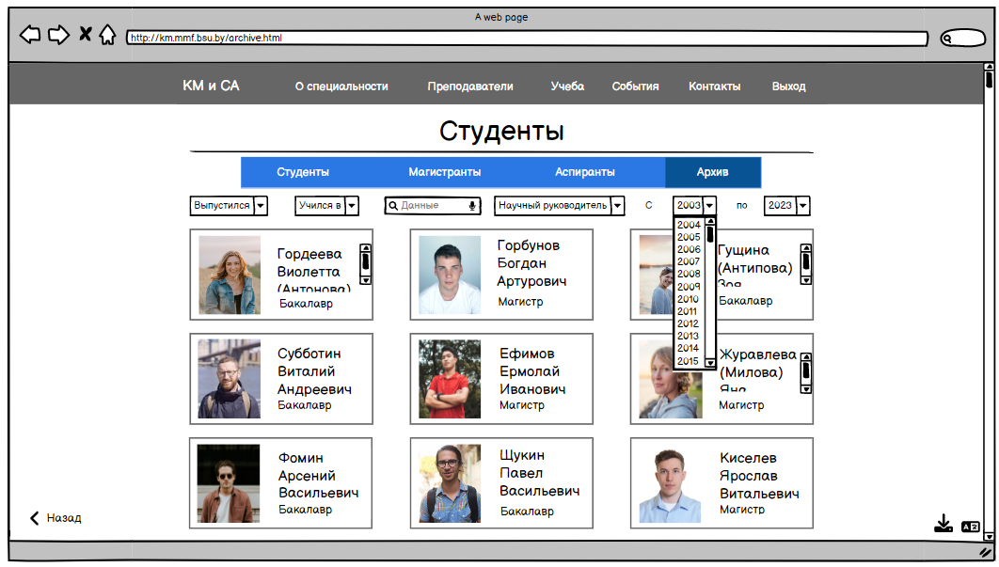 A web page
http://km.mmf.bsu.by/archive.html
КМ и СА
О специальности
Преподаватели
Учеба
События
Контакты
Выход
Студенты
Студенты
Магистранты
Аспиранты
Архив
Выпустился
Учился в
Данные
Научный руководитель
С
2003
по
2023
2004
2005
2006
2007
2008
2009
2010
2011
2012
2013
2014
2015
Гордеева
Виолетта
(Антонова)
Бакалавр
Горбунов
Богдан
Артурович
Магистр
Гущина
(Антипова)
Зоя
Бакалавр
Субботин
Виталий
Андреевич
Бакалавр
Ефимов
Ермолай
Иванович
Магистр
Журавлева
(Милова)
Яна
Магистр
Фомин
Арсений
Васильевич
Бакалавр
Щукин
Павел
Васильевич
Бакалавр
Киселев
Ярослав
Витальевич
Магистр
Назад